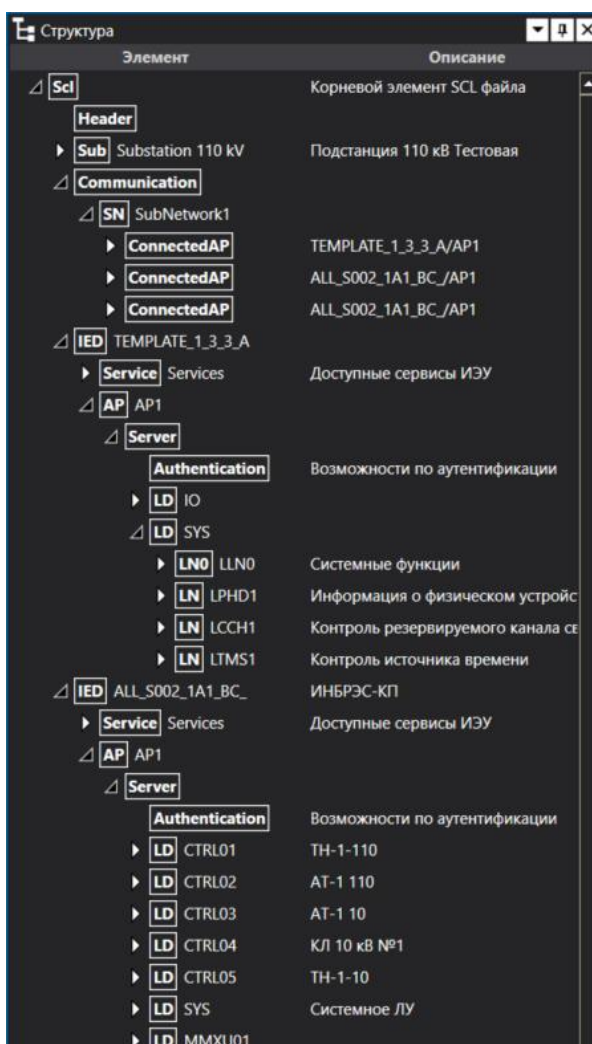 Структура
Элемент Описание
Scl Корневой элемент SCL файла
Header
Sub Substation 110 kV Подстанция 110 кВ Тестовая
Communication
SN SubNetwork1
ConnectedAP TEMPLATE_1_3_3_A/AP1
ConnectedAP ALL_S002_1A1_BC_/AP1
ConnectedAP ALL_S002_1A1_BC_/AP1
IED TEMPLATE_1_3_3_A
Service Services Доступные сервисы ИЭУ
AP AP1
Server
Authentication Возможности по аутентификации
LD IO
LD SYS
LN0 LLN0 Системные функции
LN LPHD1 Информация о физическом устройс
LN LCCH1 Контроль резервируемого канала св
LN LTMS1 Контроль источника времени
IED ALL_S002_1A1_BC_ ИНБРЭС-КП
Service Services Доступные сервисы ИЭУ
AP AP1
Server
Authentication Возможности по аутентификации
LD CTRL01 ТН-1-110
LD CTRL02 АТ-1 110
LD CTRL03 АТ-1 10
LD CTRL04 КЛ 10 кВ №1
LD CTRL05 ТН-1-10
LD SYS Системное ЛУ
LD MMXU01